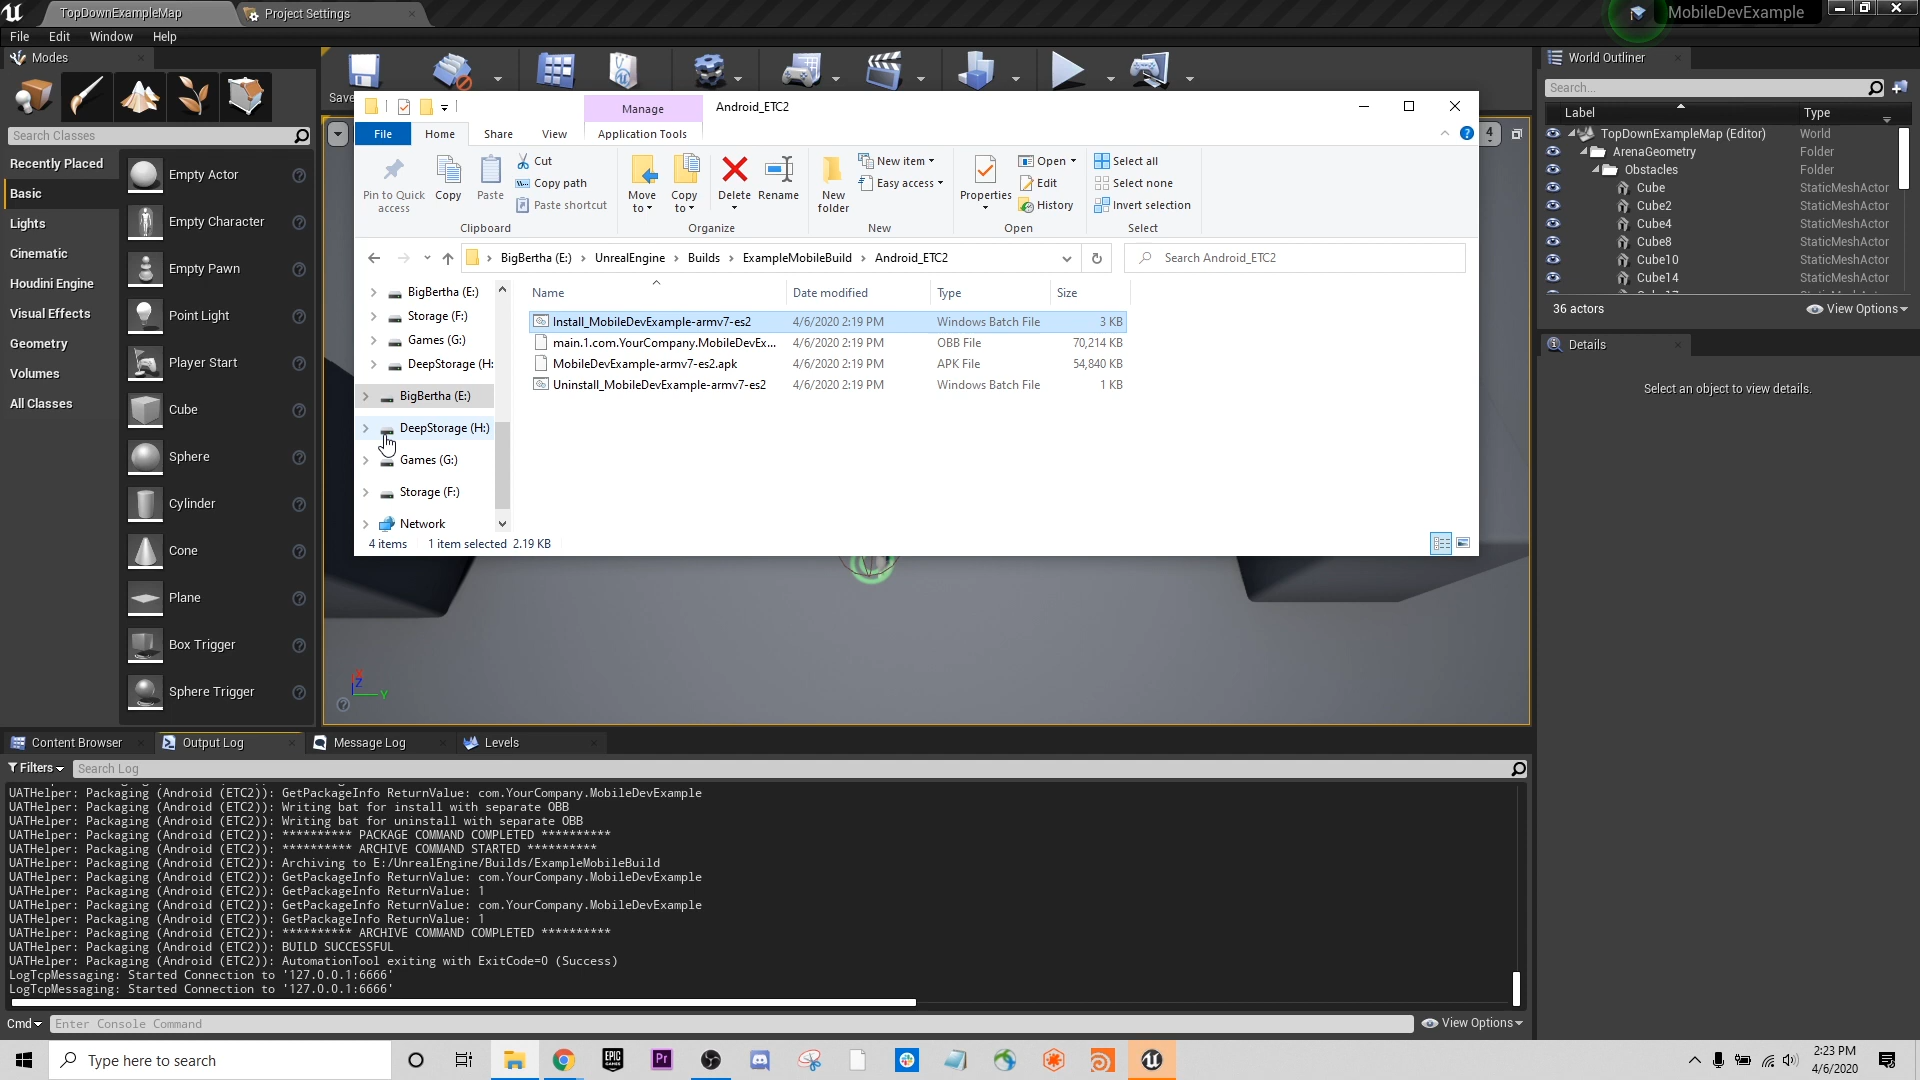 TopDownExampleMap
Project Settings
MobileDevExample
File Edit Window Help
Modes
Search Classes
Recently Placed
Basic
Lights
Cinematic
Houdini Engine
Visual Effects
Geometry
Volumes
All Classes
Empty Actor
Empty Character
Empty Pawn
Point Light
Player Start
Cube
Sphere
Cylinder
Cone
Plane
Box Trigger
Sphere Trigger
Save
Manage
Android_ETC2
File Home Share View Application Tools
Pin to Quick access
Copy
Paste
Cut
Copy path
Paste shortcut
Clipboard
Move to
Copy to
Delete
Rename
Organize
New folder
New item
Easy access
New
Properties
Open
Edit
History
Open
Select all
Select none
Invert selection
Select
BigBertha (E:) › UnrealEngine › Builds › ExampleMobileBuild › Android_ETC2
Search Android_ETC2
BigBertha (E:)
Storage (F:)
Games (G:)
DeepStorage (H:
BigBertha (E:)
DeepStorage (H:)
Games (G:)
Storage (F:)
Network
Name Date modified Type Size
Install_MobileDevExample-armv7-es2 4/6/2020 2:19 PM Windows Batch File 3 KB
main.1.com.YourCompany.MobileDevEx... 4/6/2020 2:19 PM OBB File 70,214 KB
MobileDevExample-armv7-es2.apk 4/6/2020 2:19 PM APK File 54,840 KB
Uninstall_MobileDevExample-armv7-es2 4/6/2020 2:19 PM Windows Batch File 1 KB
4 items 1 item selected 2.19 KB
4
World Outliner
Search...
Label Type
TopDownExampleMap (Editor) World
ArenaGeometry Folder
Obstacles Folder
Cube StaticMeshActor
Cube2 StaticMeshActor
Cube4 StaticMeshActor
Cube8 StaticMeshActor
Cube10 StaticMeshActor
Cube14 StaticMeshActor
36 actors
View Options
Details
Select an object to view details.
Z
Y
Content Browser
Output Log
Message Log
Levels
Filters
Search Log
UATHelper: Packaging (Android (ETC2)): GetPackageInfo ReturnValue: com.YourCompany.MobileDevExample
UATHelper: Packaging (Android (ETC2)): Writing bat for install with separate OBB
UATHelper: Packaging (Android (ETC2)): Writing bat for uninstall with separate OBB
UATHelper: Packaging (Android (ETC2)): ********** PACKAGE COMMAND COMPLETED **********
UATHelper: Packaging (Android (ETC2)): ********** ARCHIVE COMMAND STARTED **********
UATHelper: Packaging (Android (ETC2)): Archiving to E:/UnrealEngine/Builds/ExampleMobileBuild
UATHelper: Packaging (Android (ETC2)): GetPackageInfo ReturnValue: com.YourCompany.MobileDevExample
UATHelper: Packaging (Android (ETC2)): GetPackageInfo ReturnValue: 1
UATHelper: Packaging (Android (ETC2)): GetPackageInfo ReturnValue: com.YourCompany.MobileDevExample
UATHelper: Packaging (Android (ETC2)): GetPackageInfo ReturnValue: 1
UATHelper: Packaging (Android (ETC2)): ********** ARCHIVE COMMAND COMPLETED **********
UATHelper: Packaging (Android (ETC2)): BUILD SUCCESSFUL
UATHelper: Packaging (Android (ETC2)): AutomationTool exiting with ExitCode=0 (Success)
LogTcpMessaging: Started Connection to '127.0.0.1:6666'
LogTcpMessaging: Started Connection to '127.0.0.1:6666'
Cmd
Enter Console Command
View Options
Type here to search
EPIC GAMES
Pr
2:23 PM
4/6/2020